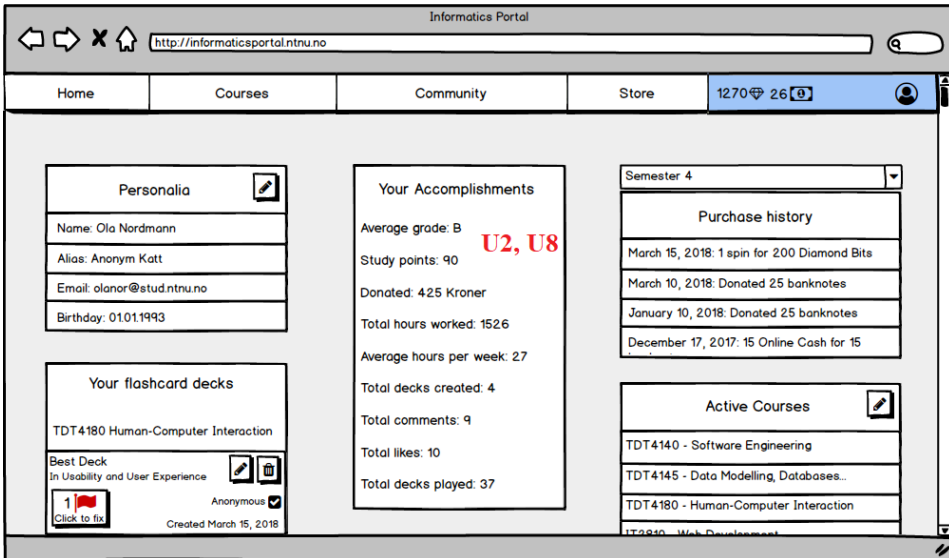 Informatics Portal
http://informaticsportal.ntnu.no
Home
Courses
Community
Store
1270 26
Personalia
Name: Ola Nordmann
Alias: Anonym Katt
Email: olanor@stud.ntnu.no
Birthday: 01.01.1993
Your flashcard decks
TDT4180 Human-Computer Interaction
Best Deck
In Usability and User Experience
1
Click to fix
Anonymous
Created March 15, 2018
Your Accomplishments
Average grade: B
U2, U8
Study points: 90
Donated: 425 Kroner
Total hours worked: 1526
Average hours per week: 27
Total decks created: 4
Total comments: 9
Total likes: 10
Total decks played: 37
Semester 4
Purchase history
March 15, 2018: 1 spin for 200 Diamond Bits
March 10, 2018: Donated 25 banknotes
January 10, 2018: Donated 25 banknotes
December 17, 2017: 15 Online Cash for 15
Active Courses
TDT4140 - Software Engineering
TDT4145 - Data Modelling, Databases...
TDT4180 - Human-Computer Interaction
IT2810 - Web Development